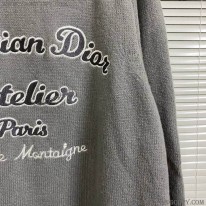 ian Dior
telier
Paris
e Montaigne